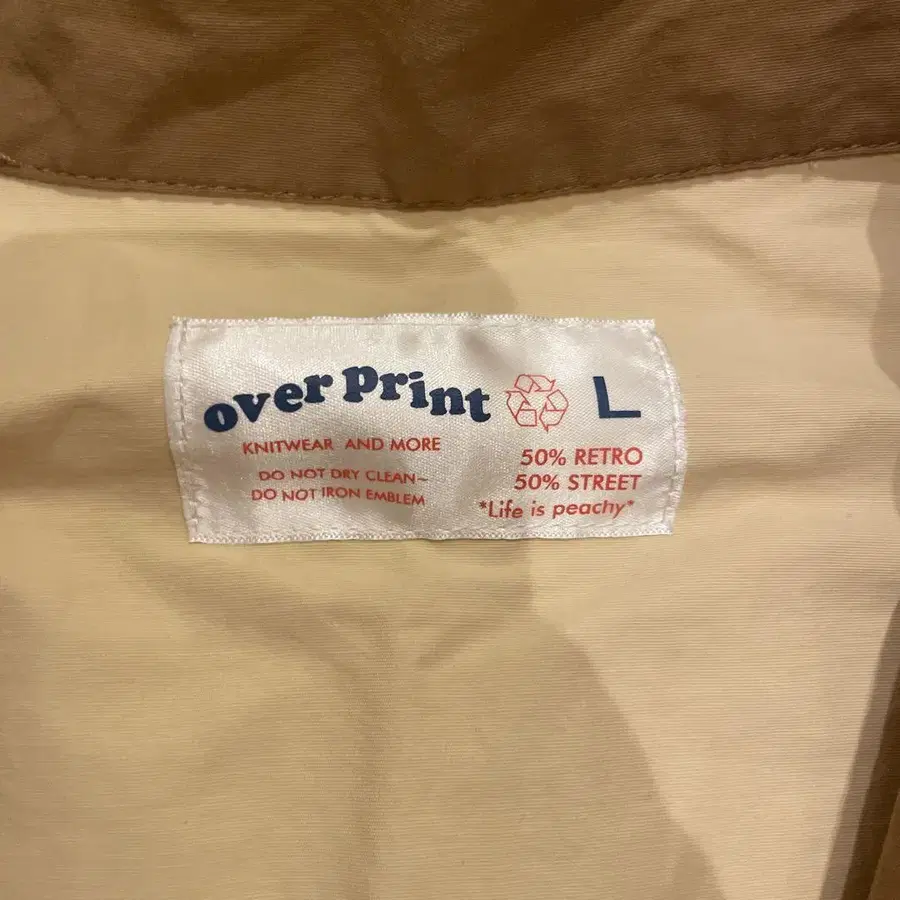 over print L
KNITWEAR AND MORE
DO NOT DRY CLEAN~
DO NOT IRON EMBLEM
50% RETRO
50% STREET
*Life is peachy*